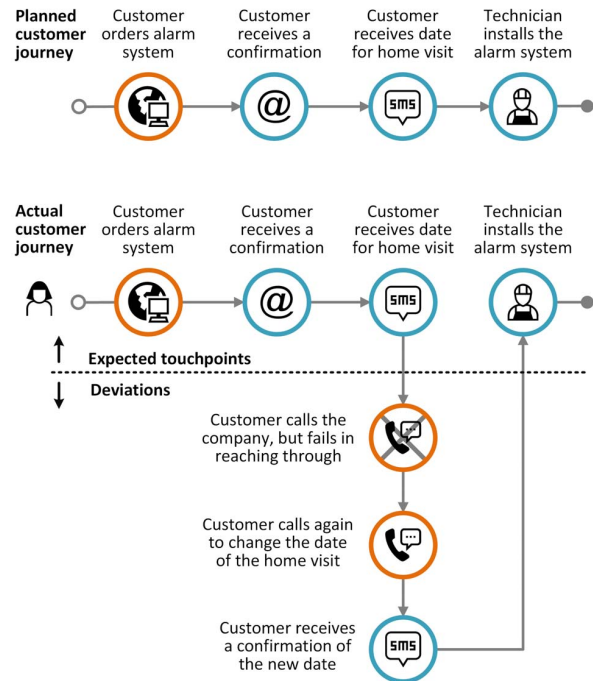 Planned
customer
journey
Customer
orders alarm
system
Customer
receives a
confirmation
Customer
receives date
for home visit
Technician
installs the
alarm system
@
SMS
Actual
customer
journey
Customer
orders alarm
system
Customer
receives a
confirmation
Customer
receives date
for home visit
Technician
installs the
alarm system
@
SMS
Expected touchpoints
Deviations
Customer calls the
company, but fails in
reaching through
Customer calls again
to change the date
of the home visit
Customer receives
a confirmation of
the new date
SMS